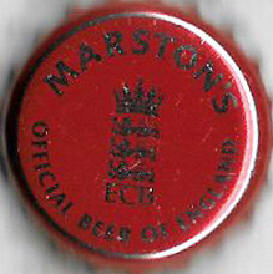 MARSTON'S
ECB
OFFICIAL BEER OF ENGLAND